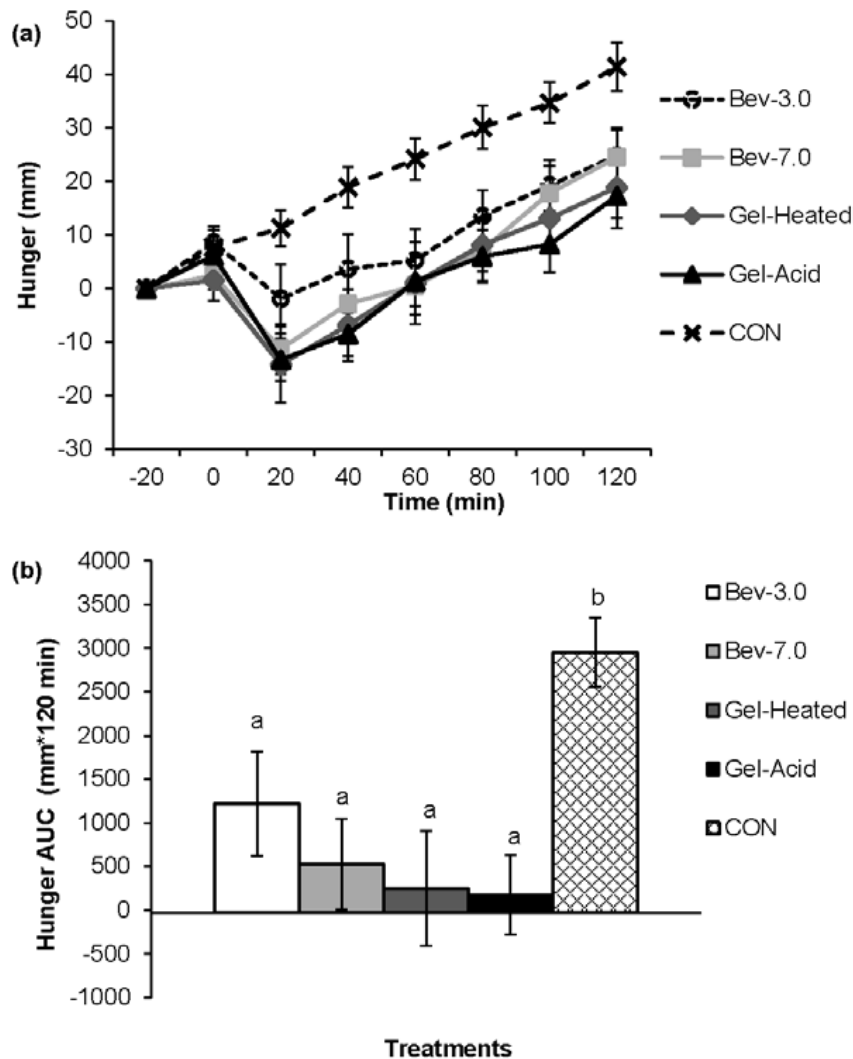 (a)
50
40
30
20
10
0
-10
-20
-30
Hunger (mm)
-20 0 20 40 60 80 100 120
Time (min)
Bev-3.0
Bev-7.0
Gel-Heated
Gel-Acid
CON
(b)
4000
3500
3000
2500
2000
1500
1000
500
0
-500
-1000
Hunger AUC (mm*120 min)
a
a
a
a
b
Treatments
Bev-3.0
Bev-7.0
Gel-Heated
Gel-Acid
CON